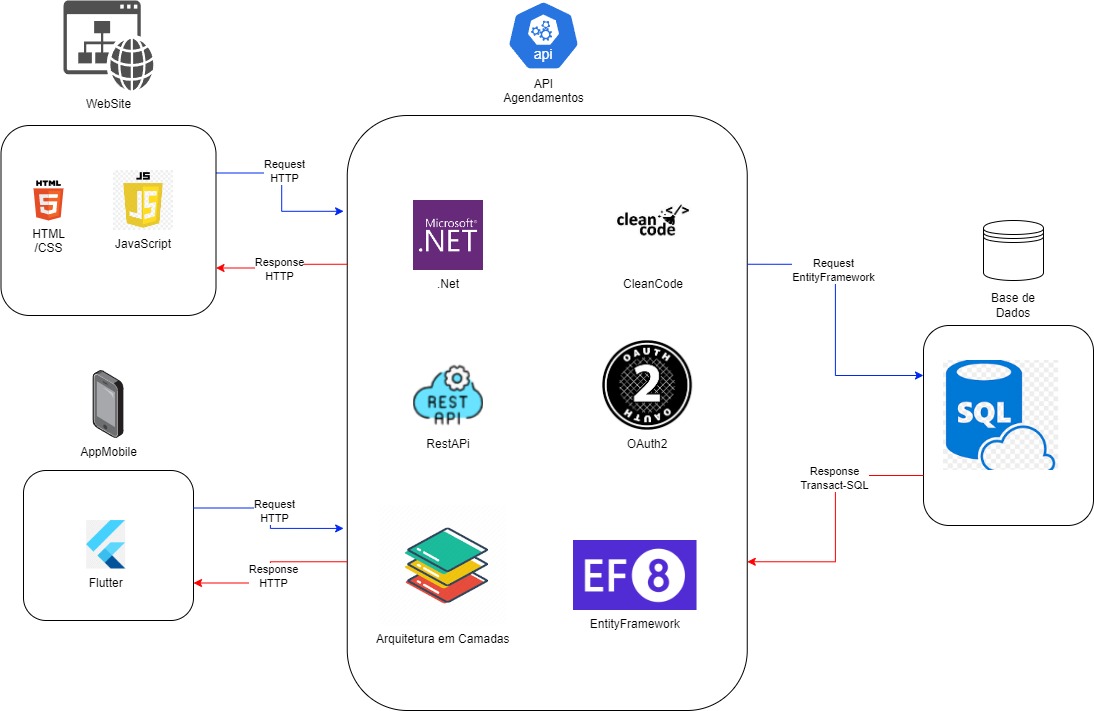 WebSite
HTML
5
HTML
/CSS
JS
JS
JavaScript
Request
HTTP
Response
HTTP
AppMobile
Flutter
Request
HTTP
Response
HTTP
api
API
Agendamentos
Microsoft®
.NET
.Net
clean
code
</>
CleanCode
REST
API
RestAPi
OAUTH
2
OAUTH
OAuth2
Arquitetura em Camadas
EF 8
EntityFramework
Request
EntityFramework
Response
Transact-SQL
Base de
Dados
SQL